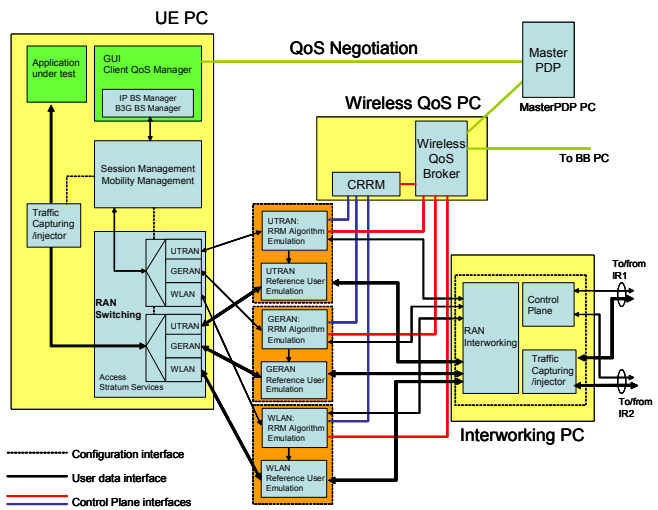 UE PC
Application
under test
GUI
Client QoS Manager
IP BS Manager
B3G BS Manager
Session Management
Mobility Management
Traffic
Capturing
/injector
UTRAN
GERAN
WLAN
RAN
Switching
UTRAN
GERAN
WLAN
Access
Stratum Services
QoS Negotiation
Master
PDP
MasterPDP PC
Wireless QoS PC
Wireless
QoS
Broker
To BB PC
CRRM
UTRAN:
RRM Algorithm
Emulation
UTRAN
Reference User
Emulation
GERAN:
RRM Algorithm
Emulation
GERAN
Reference User
Emulation
WLAN:
RRM Algorithm
Emulation
WLAN
Reference User
Emulation
RAN
Interworking
Control
Plane
Traffic
Capturing
/injector
Interworking PC
To/from
IR1
To/from
IR2
Configuration interface
User data interface
Control Plane interfaces